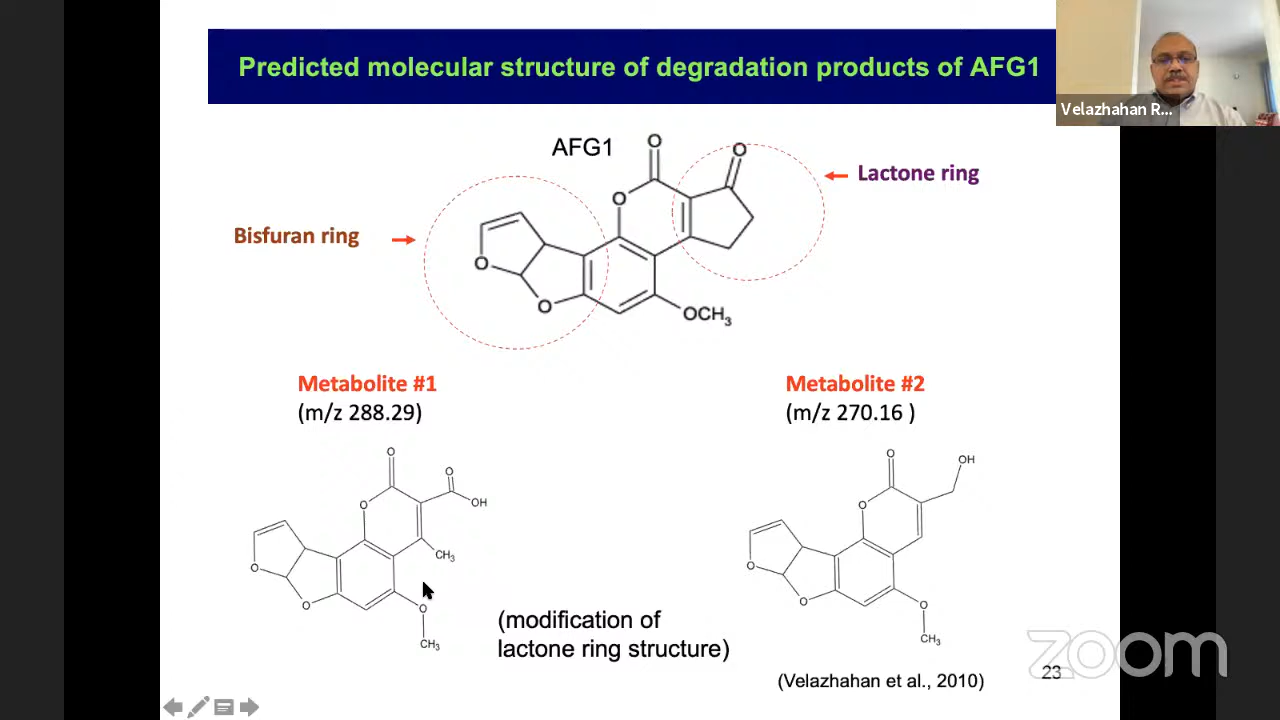 Predicted molecular structure of degradation products of AFG1
Velazhahan R...
AFG1
O
O
O
Lactone ring
Bisfuran ring
O
O
OCH3
Metabolite #1
(m/z 288.29)
Metabolite #2
(m/z 270.16 )
O
O
OH
O
CH3
O
O
O
CH3
O
OH
O
O
O
O
CH3
(modification of
lactone ring structure)
(Velazhahan et al., 2010)
23
zoom